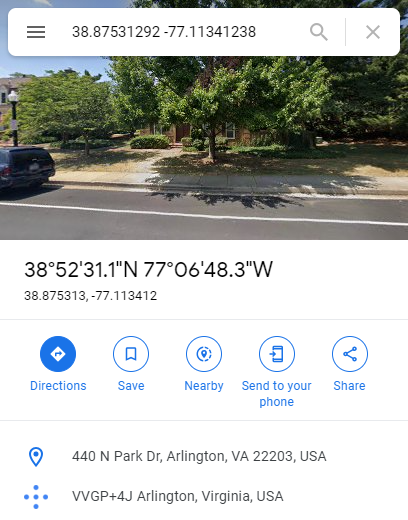 38.87531292 -77.11341238
38°52'31.1"N 77°06'48.3"W
38.875313, -77.113412
Directions
Save
Nearby
Send to your
phone
Share
440 N Park Dr, Arlington, VA 22203, USA
VVGP+4J Arlington, Virginia, USA